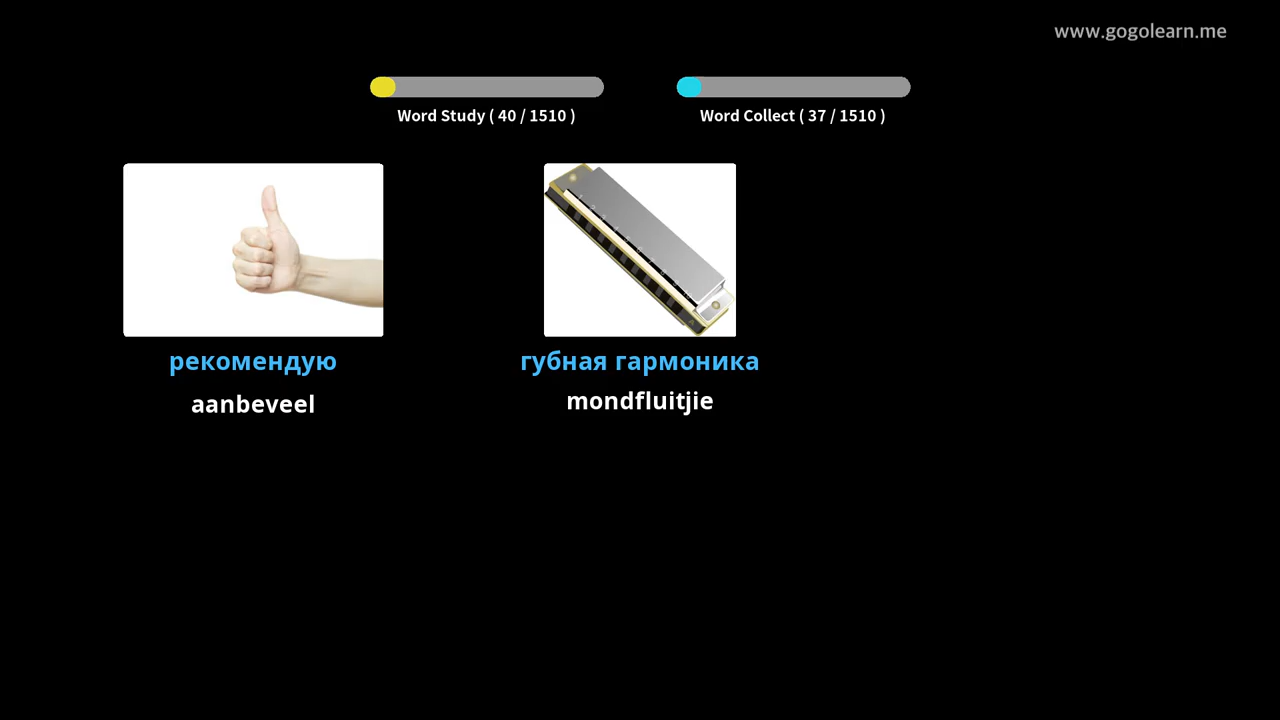 www.gogolearn.me
Word Study ( 40 / 1510 )
Word Collect ( 37 / 1510 )
рекомендую
aanbeveel
губная гармоника
mondfluitjie